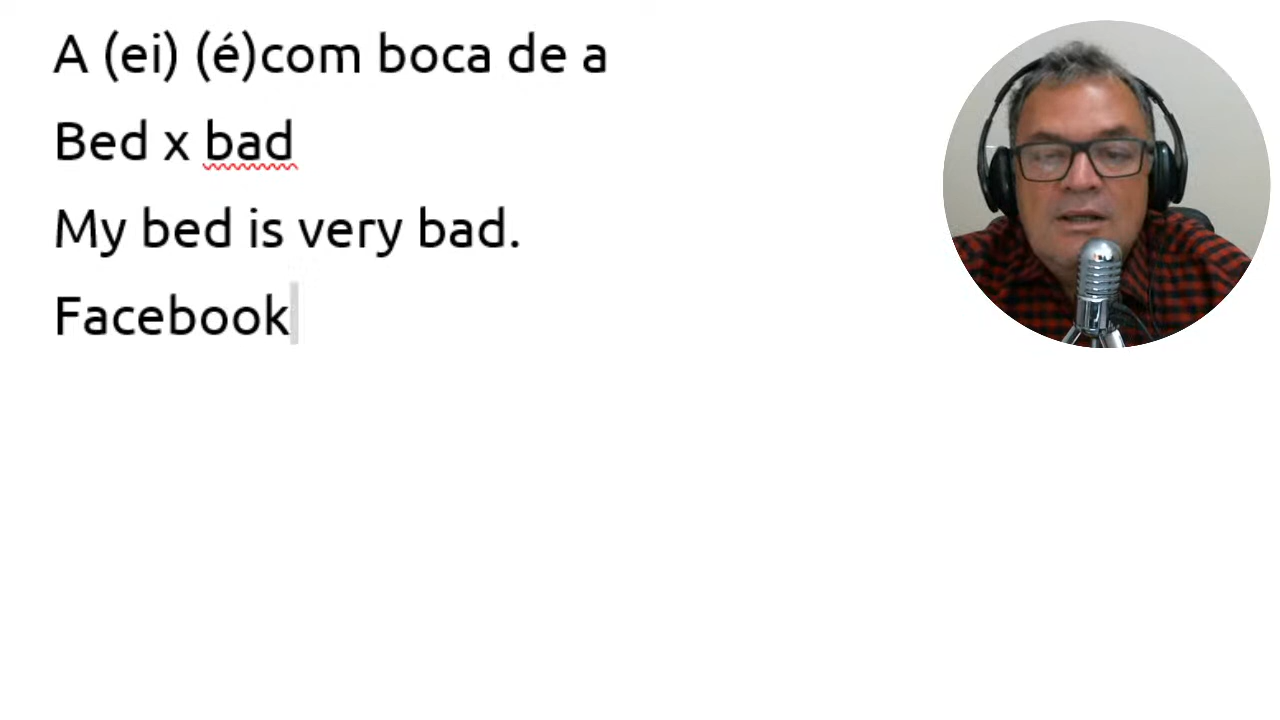 A (ei) (é)com boca de a
Bed x bad
My bed is very bad.
Facebook